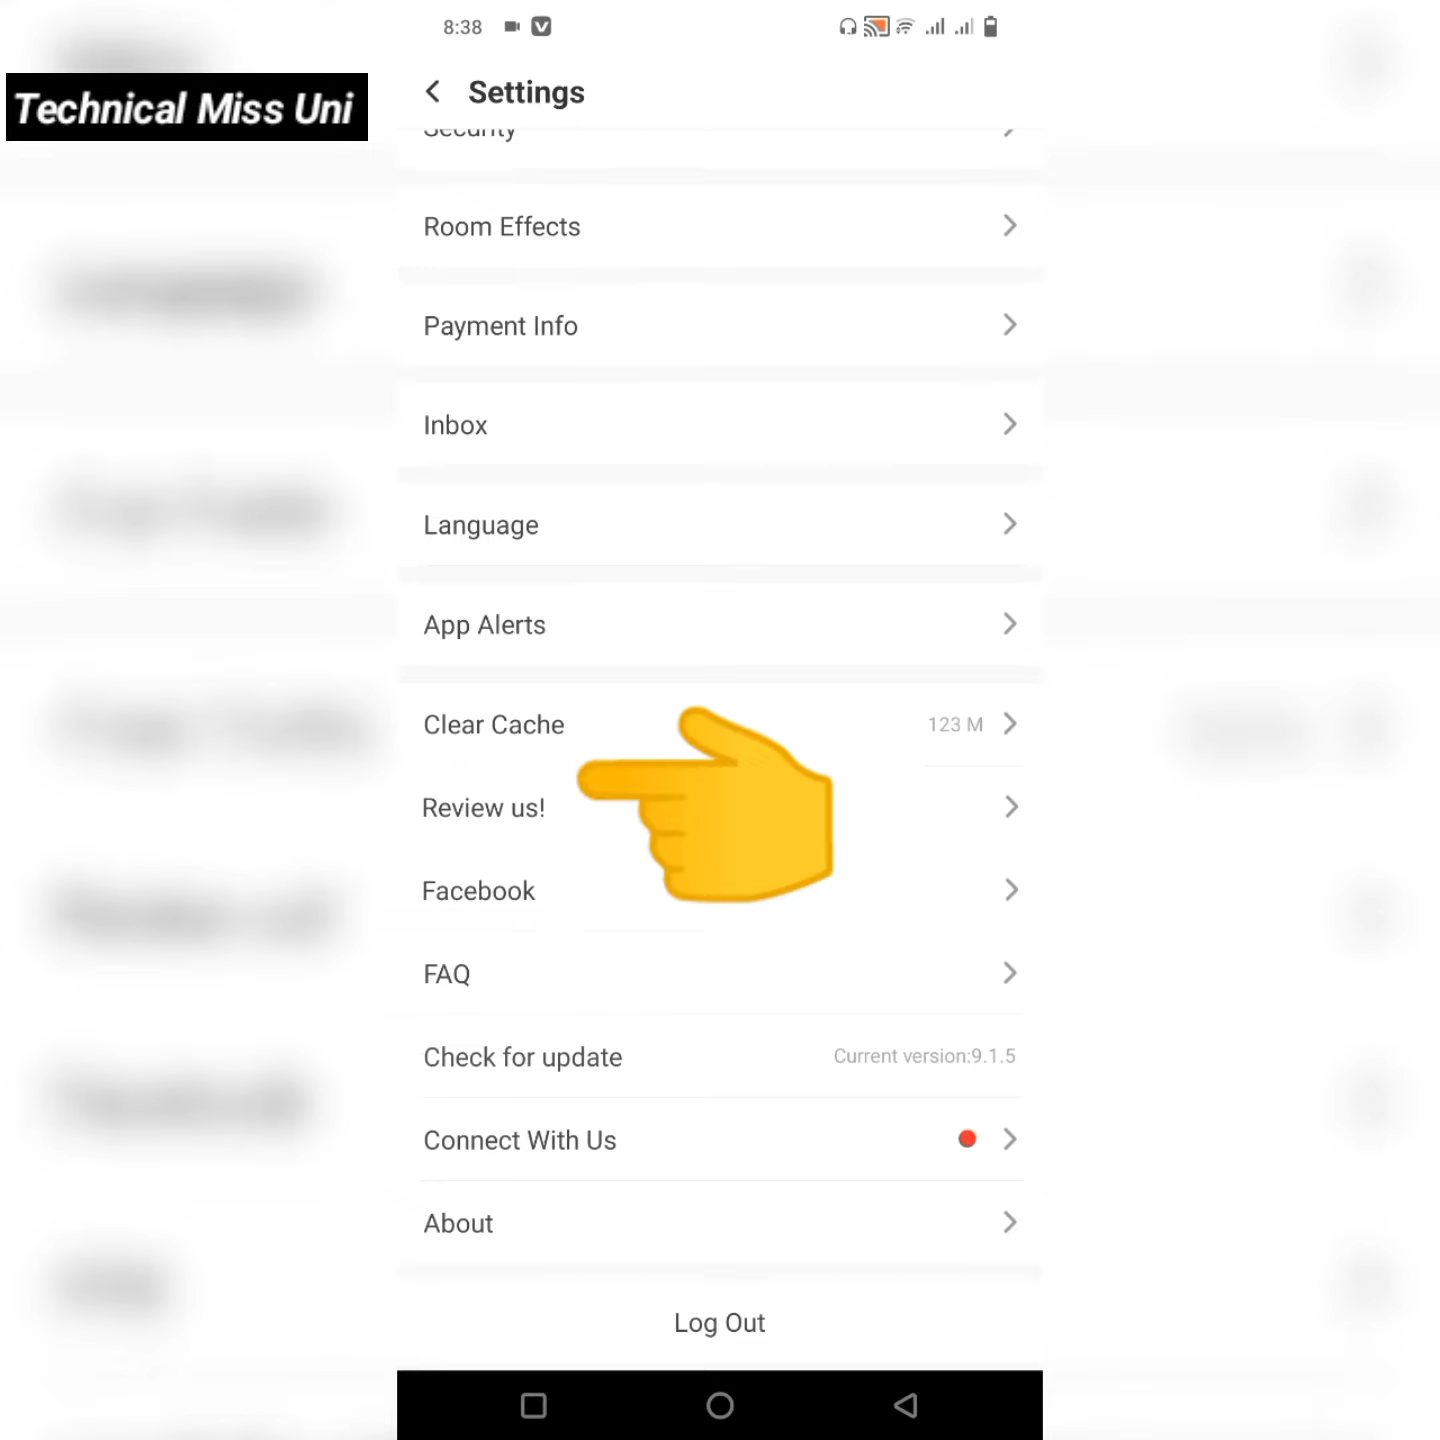 8:38
Technical Miss Uni
Settings
Security
Room Effects
Payment Info
Inbox
Language
App Alerts
Clear Cache 123 M
Review us!
Facebook
FAQ
Check for update Current version:9.1.5
Connect With Us
About
Log Out